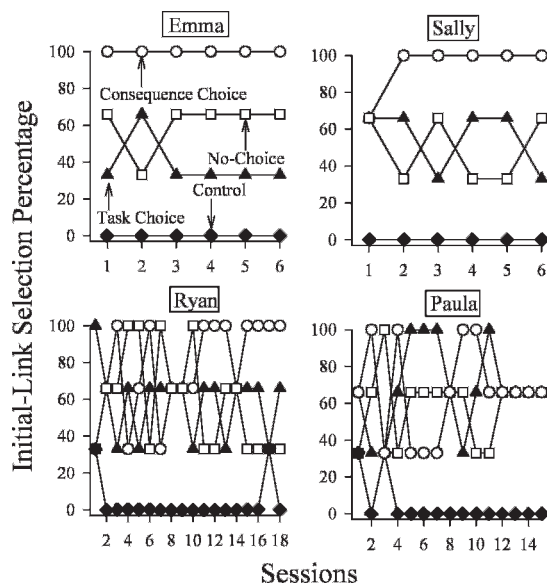 Emma
Sally
100
80
60
40
20
0
Consequence Choice
No-Choice
Control
Task Choice
1 2 3 4 5 6
100
80
60
40
20
0
1 2 3 4 5 6
Ryan
Paula
100
80
60
40
20
0
2 4 6 8 10 12 14 16 18
100
80
60
40
20
0
2 4 6 8 10 12 14
Initial-Link Selection Percentage
Sessions